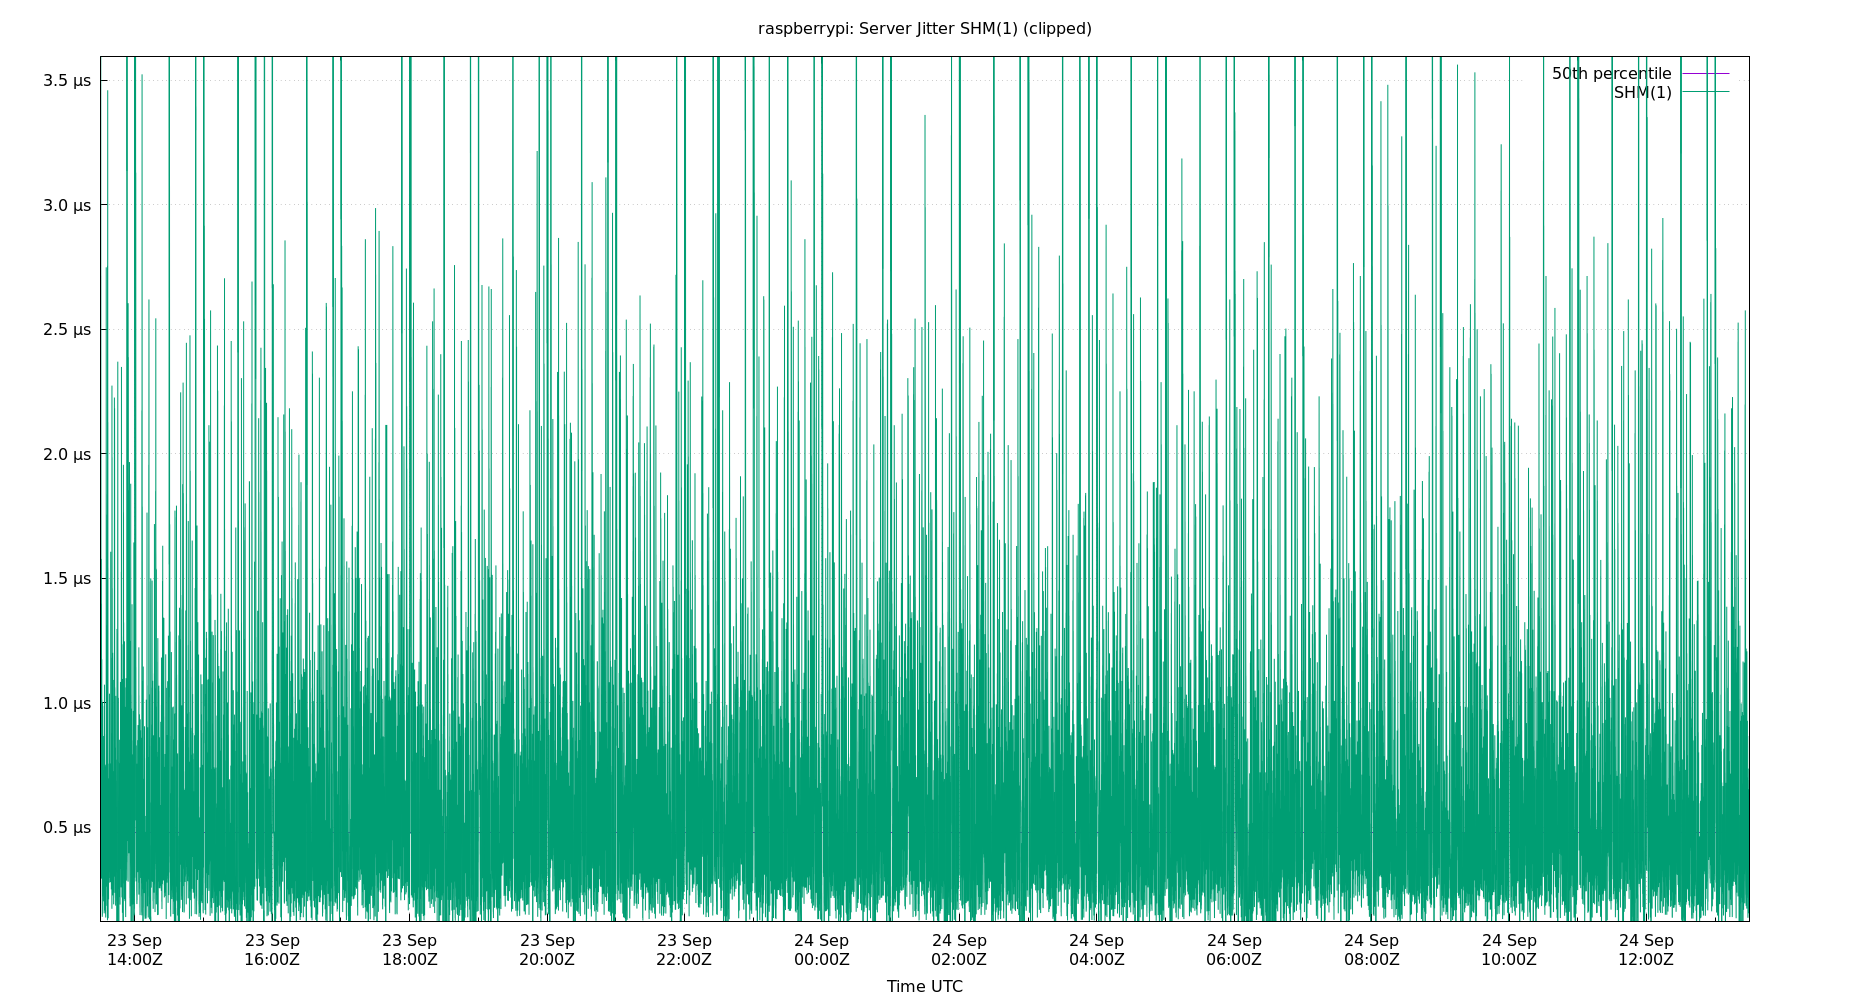 raspberrypi: Server Jitter SHM(1) (clipped)
50th percentile
SHM(1)
3.5 µs
3.0 µs
2.5 µs
2.0 µs
1.5 µs
1.0 µs
0.5 µs
23 Sep 23 Sep 23 Sep 23 Sep 23 Sep 24 Sep 24 Sep 24 Sep 24 Sep 24 Sep 24 Sep 24 Sep
14:00Z 16:00Z 18:00Z 20:00Z 22:00Z 00:00Z 02:00Z 04:00Z 06:00Z 08:00Z 10:00Z 12:00Z
Time UTC